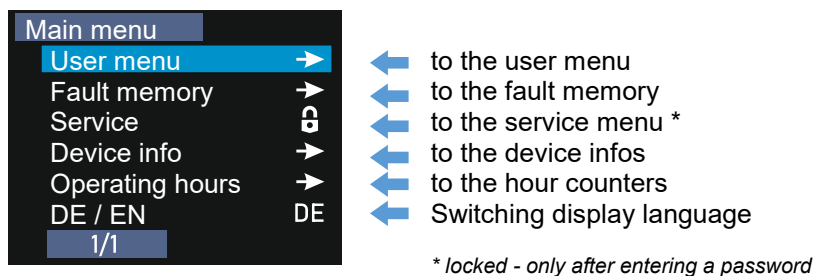 Main menu
User menu to the user menu
Fault memory to the fault memory
Service to the service menu *
Device info to the device infos
Operating hours to the hour counters
DE / EN DE Switching display language
1/1
* locked - only after entering a password